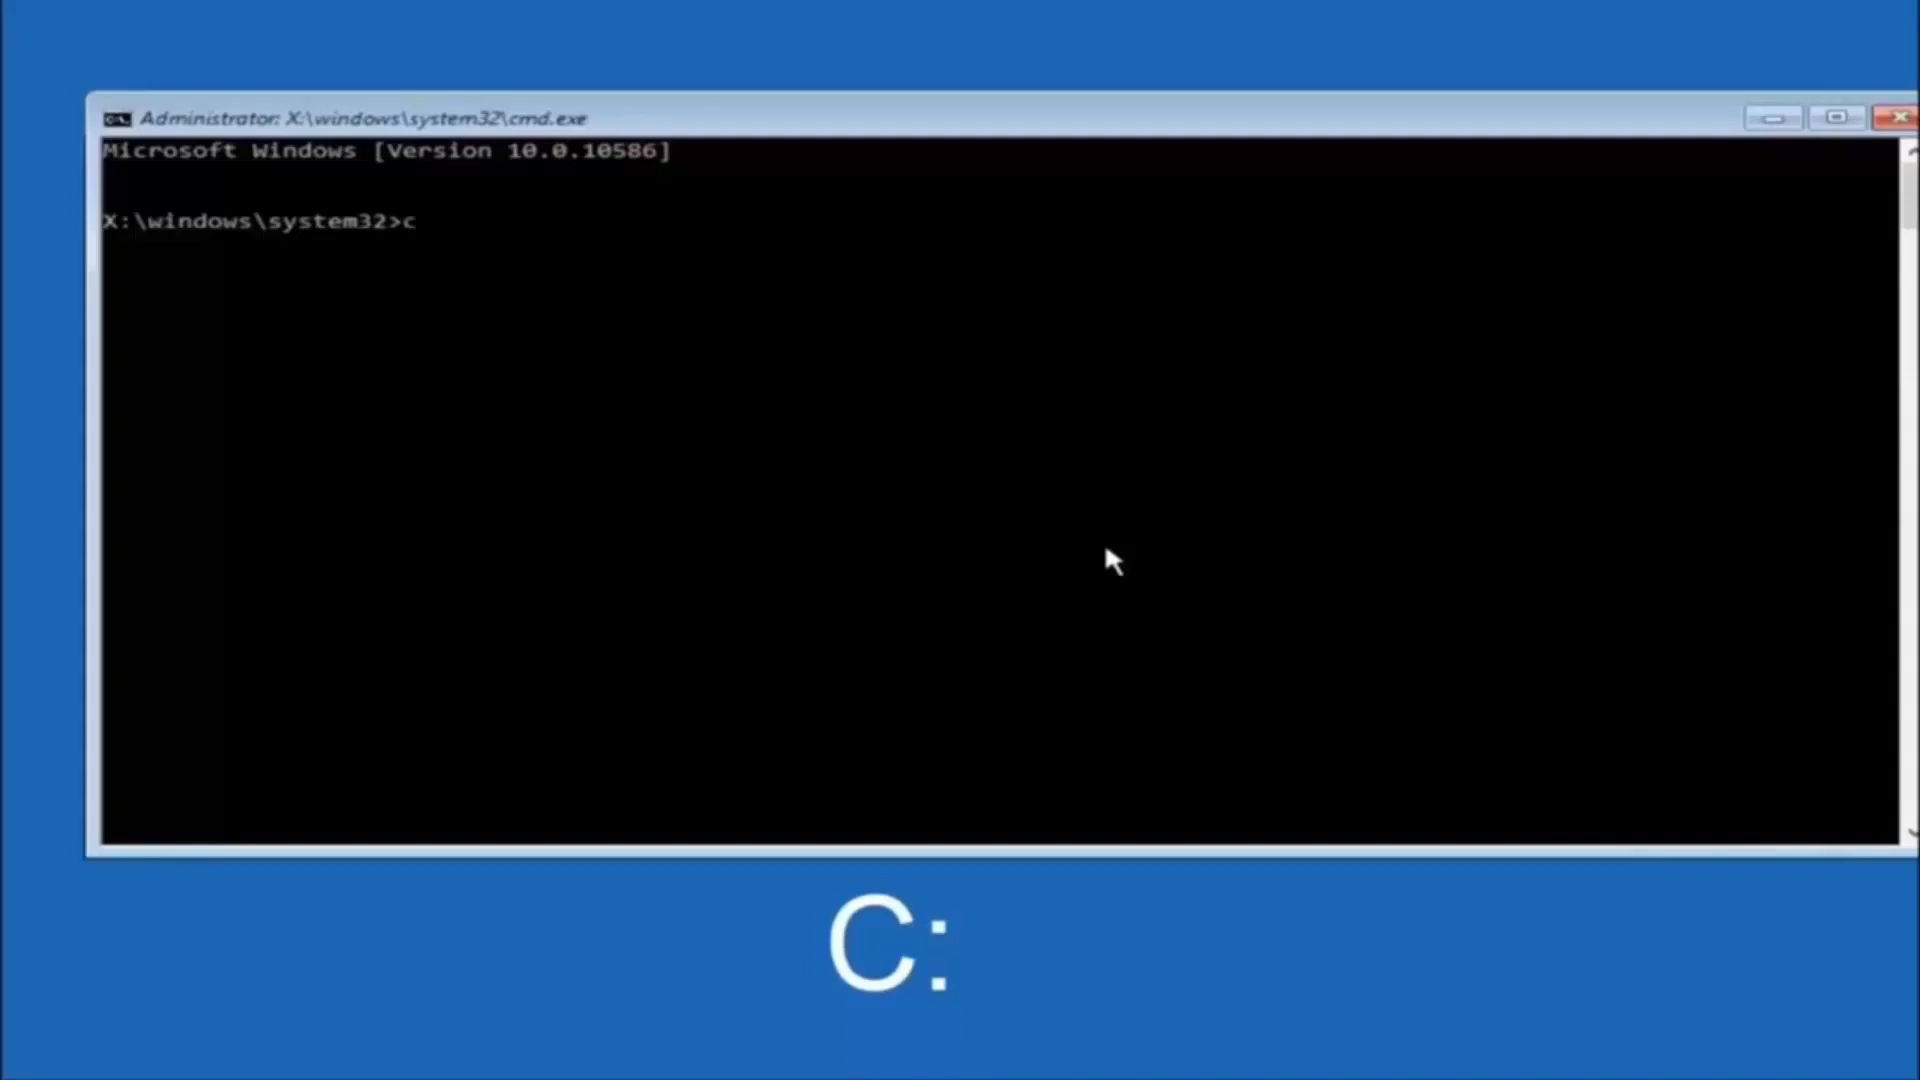 Administrator: X:\windows\system32\cmd.exe
Microsoft Windows [Version 10.0.10586]
X:\windows\system32>c
C: